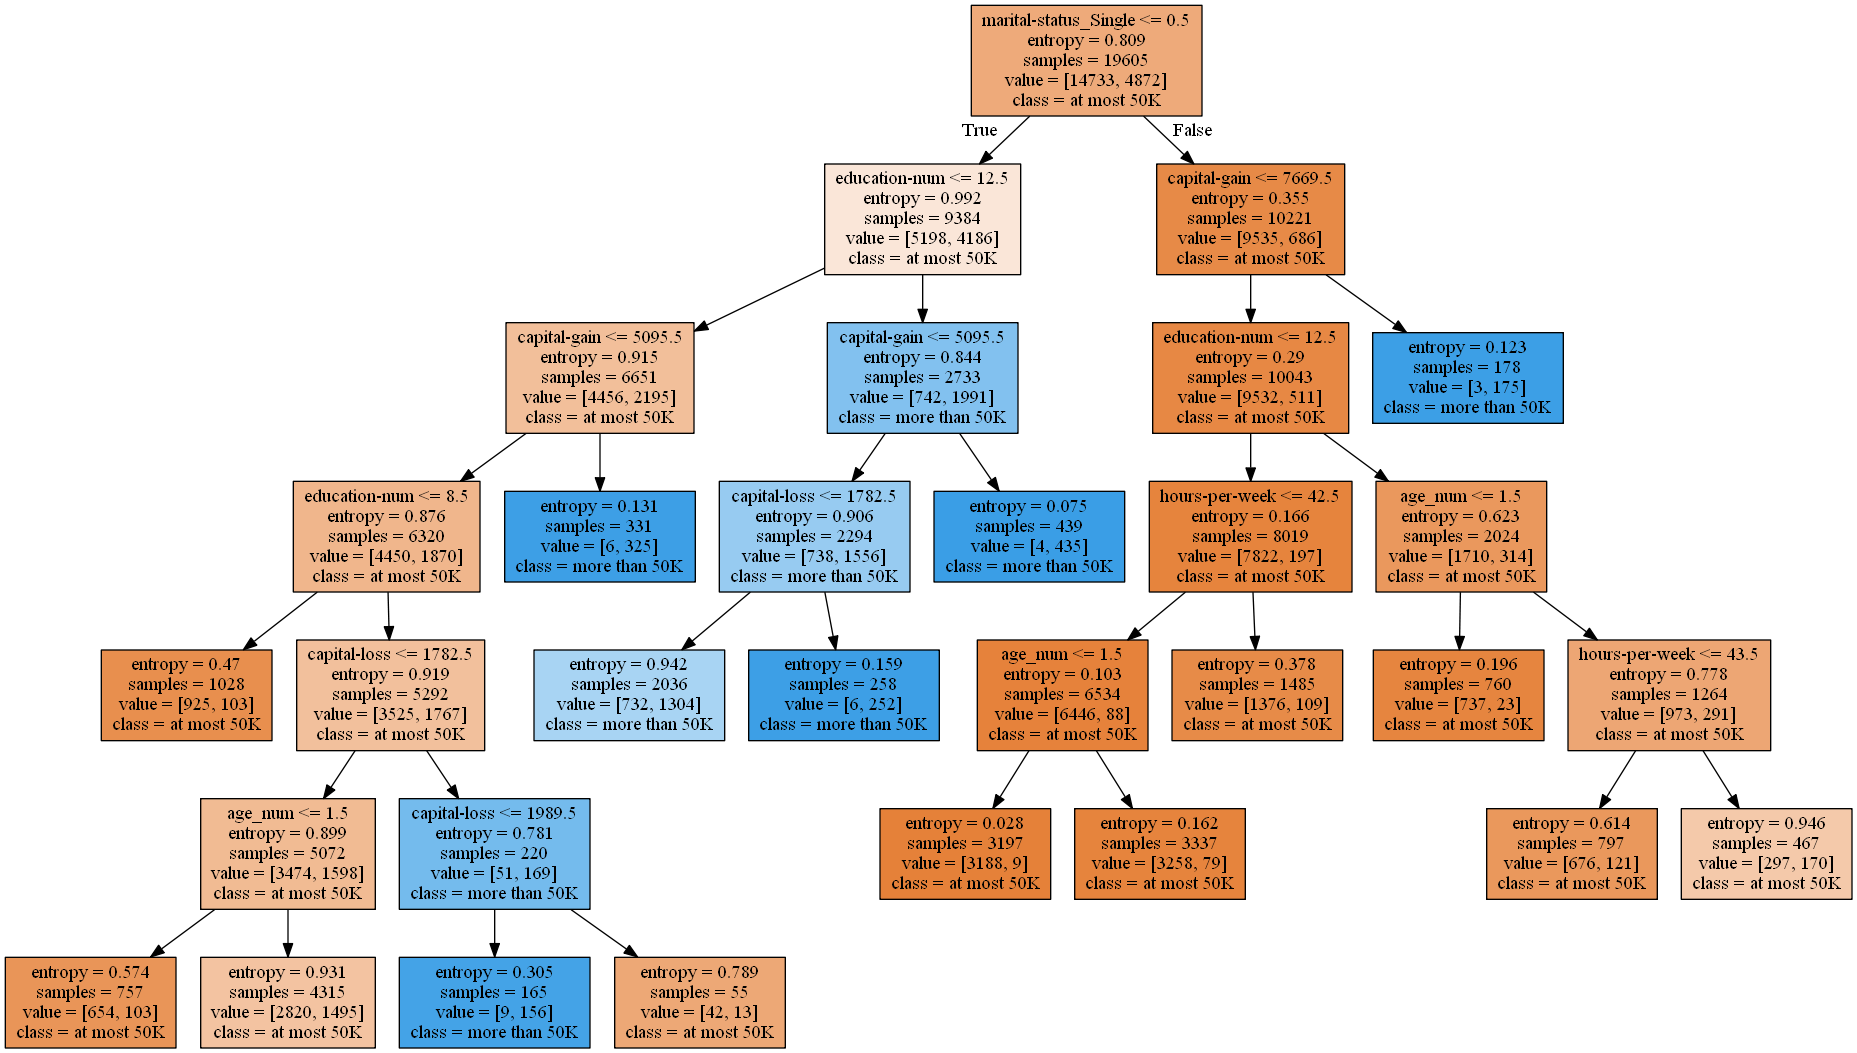 marital-status_Single <= 0.5
entropy = 0.809
samples = 19605
value = [14733, 4872]
class = at most 50K
True
False
education-num <= 12.5
entropy = 0.992
samples = 9384
value = [5198, 4186]
class = at most 50K
capital-gain <= 7669.5
entropy = 0.355
samples = 10221
value = [9535, 686]
class = at most 50K
capital-gain <= 5095.5
entropy = 0.915
samples = 6651
value = [4456, 2195]
class = at most 50K
capital-gain <= 5095.5
entropy = 0.844
samples = 2733
value = [742, 1991]
class = more than 50K
education-num <= 12.5
entropy = 0.29
samples = 10043
value = [9532, 511]
class = at most 50K
entropy = 0.123
samples = 178
value = [3, 175]
class = more than 50K
education-num <= 8.5
entropy = 0.876
samples = 6320
value = [4450, 1870]
class = at most 50K
entropy = 0.131
samples = 331
value = [6, 325]
class = more than 50K
capital-loss <= 1782.5
entropy = 0.906
samples = 2294
value = [738, 1556]
class = more than 50K
entropy = 0.075
samples = 439
value = [4, 435]
class = more than 50K
hours-per-week <= 42.5
entropy = 0.166
samples = 8019
value = [7822, 197]
class = at most 50K
age_num <= 1.5
entropy = 0.623
samples = 2024
value = [1710, 314]
class = at most 50K
entropy = 0.47
samples = 1028
value = [925, 103]
class = at most 50K
capital-loss <= 1782.5
entropy = 0.919
samples = 5292
value = [3525, 1767]
class = at most 50K
entropy = 0.942
samples = 2036
value = [732, 1304]
class = more than 50K
entropy = 0.159
samples = 258
value = [6, 252]
class = more than 50K
age_num <= 1.5
entropy = 0.103
samples = 6534
value = [6446, 88]
class = at most 50K
entropy = 0.378
samples = 1485
value = [1376, 109]
class = at most 50K
entropy = 0.196
samples = 760
value = [737, 23]
class = at most 50K
hours-per-week <= 43.5
entropy = 0.778
samples = 1264
value = [973, 291]
class = at most 50K
age_num <= 1.5
entropy = 0.899
samples = 5072
value = [3474, 1598]
class = at most 50K
capital-loss <= 1989.5
entropy = 0.781
samples = 220
value = [51, 169]
class = more than 50K
entropy = 0.028
samples = 3197
value = [3188, 9]
class = at most 50K
entropy = 0.162
samples = 3337
value = [3258, 79]
class = at most 50K
entropy = 0.614
samples = 797
value = [676, 121]
class = at most 50K
entropy = 0.946
samples = 467
value = [297, 170]
class = at most 50K
entropy = 0.574
samples = 757
value = [654, 103]
class = at most 50K
entropy = 0.931
samples = 4315
value = [2820, 1495]
class = at most 50K
entropy = 0.305
samples = 165
value = [9, 156]
class = more than 50K
entropy = 0.789
samples = 55
value = [42, 13]
class = at most 50K